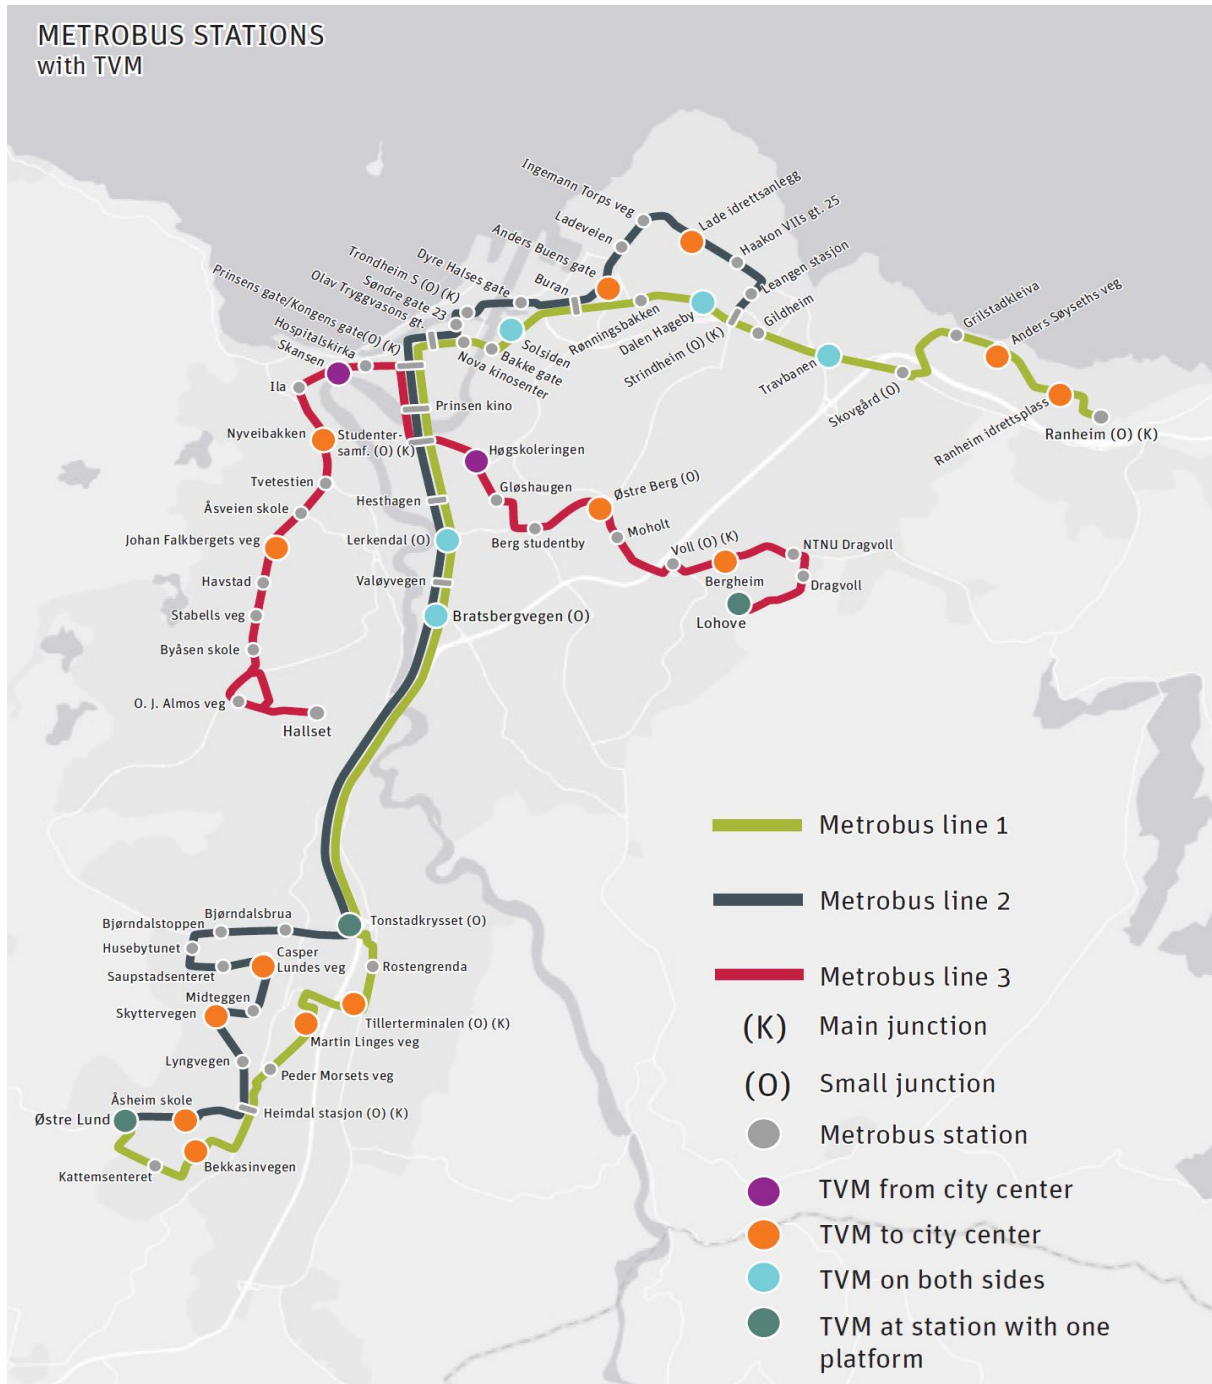 METROBUS STATIONS
with TVM
Ingemann Torps veg
Ladeveien
Anders Buens gate
Lade idrettsanlegg
Haakon VIIs gt. 25
Leangen stasjon
Buran
Dyre Halses gate
Trondheim S (O) (K)
Søndre gate 23
Olav Tryggvasons gt.
Prinsens gate/Kongens gate(O) (K)
Hospitalskirka
Skansen
Ila
Solsiden
Bakke gate
Nova kinosenter
Rønningsbakken
Dalen Hageby
Strindheim (O) (K)
Gildheim
Travbanen
Skovgård (O)
Grilstadkleiva
Anders Søyseths veg
Ranheim idrettsplass
Ranheim (O) (K)
Prinsen kino
Nyveibakken
Studenter-
samf. (O) (K)
Høgskoleringen
Tvetestien
Gløshaugen
Østre Berg (O)
Hesthagen
Åsveien skole
Johan Falkbergets veg
Lerkendal (O)
Berg studentby
Moholt
Voll (O) (K)
NTNU Dragvoll
Bergheim
Dragvoll
Lohove
Havstad
Valøyvegen
Stabells veg
Bratsbergvegen (O)
Byåsen skole
O. J. Almos veg
Hallset
Metrobus line 1
Metrobus line 2
Metrobus line 3
(K) Main junction
(O) Small junction
Metrobus station
TVM from city center
TVM to city center
TVM on both sides
TVM at station with one
platform
Bjørndalsbrua
Bjørndalstoppen
Tonstadkrysset (O)
Husebytunet
Casper
Lundes veg
Saupstadsenteret
Rostengrenda
Midteggen
Skyttervegen
Tillerterminalen (O) (K)
Martin Linges veg
Lyngvegen
Peder Morsets veg
Åsheim skole
Heimdal stasjon (O) (K)
Østre Lund
Bekkasinvegen
Kattemsenteret